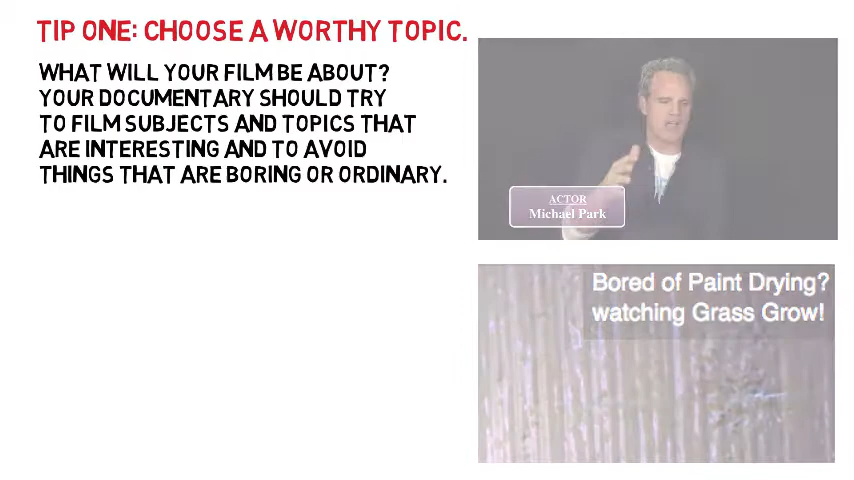 TIP ONE: CHOOSE A WORTHY TOPIC.
WHAT WILL YOUR FILM BE ABOUT?
YOUR DOCUMENTARY SHOULD TRY
TO FILM SUBJECTS AND TOPICS THAT
ARE INTERESTING AND TO AVOID
THINGS THAT ARE BORING OR ORDINARY.
ACTOR
Michael Park
Bored of Paint Drying?
watching Grass Grow!